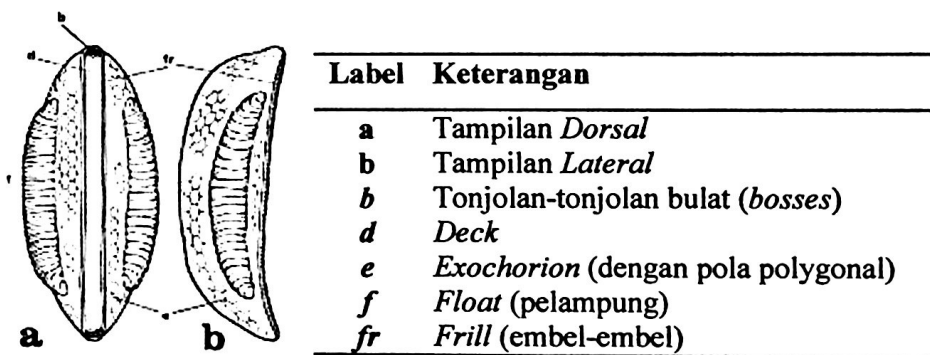 b
d
fr
f
e
a
b
Label Keterangan
a Tampilan Dorsal
b Tampilan Lateral
b Tonjolan-tonjolan bulat (bosses)
d Deck
e Exochorion (dengan pola polygonal)
f Float (pelampung)
fr Frill (embel-embel)